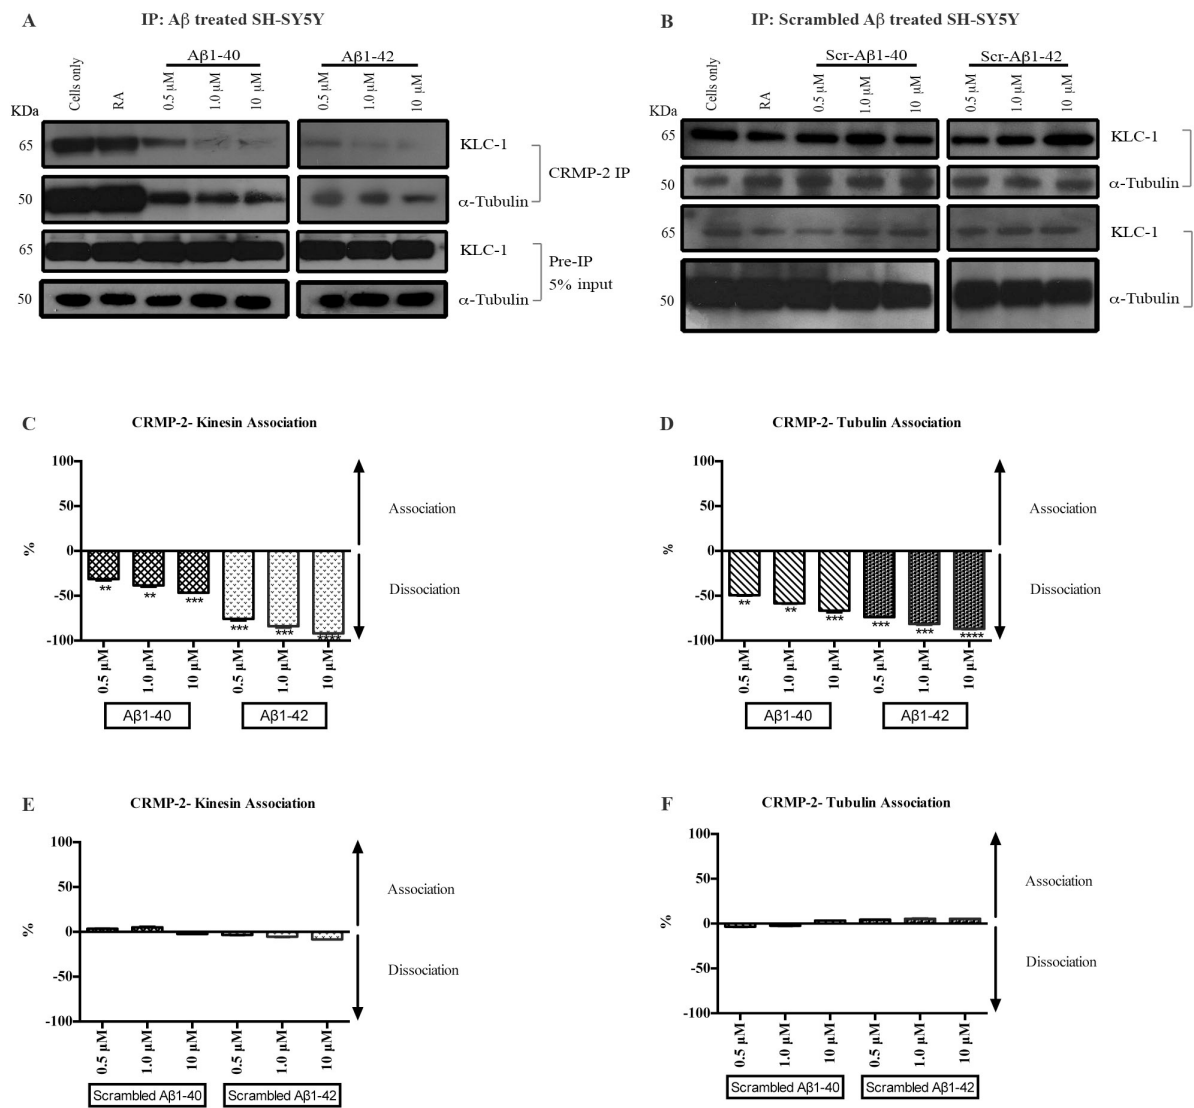 A
IP: Aβ treated SH-SY5Y
Aβ1-40
Aβ1-42
KDa
Cells only
RA
0.5 µM
1.0 µM
10 µM
0.5 µM
1.0 µM
10 µM
65
KLC-1
50
α-Tubulin
CRMP-2 IP
65
KLC-1
50
α-Tubulin
Pre-IP
5% input
B
IP: Scrambled Aβ treated SH-SY5Y
Scr-Aβ1-40
Scr-Aβ1-42
KDa
Cells only
RA
0.5 µM
1.0 µM
10 µM
0.5 µM
1.0 µM
10 µM
65
KLC-1
50
α-Tubulin
65
KLC-1
50
α-Tubulin
C
CRMP-2- Kinesin Association
100
50
0
-50
-100
%
Association
Dissociation
**
**
***
***
***
****
0.5 µM
1.0 µM
10 µM
0.5 µM
1.0 µM
10 µM
Aβ1-40
Aβ1-42
D
CRMP-2- Tubulin Association
100
50
0
-50
-100
%
Association
Dissociation
**
**
***
***
***
****
0.5 µM
1.0 µM
10 µM
0.5 µM
1.0 µM
10 µM
Aβ1-40
Aβ1-42
E
CRMP-2- Kinesin Association
100
50
0
-50
-100
%
Association
Dissociation
0.5 µM
1.0 µM
10 µM
0.5 µM
1.0 µM
10 µM
Scrambled Aβ1-40
Scrambled Aβ1-42
F
CRMP-2- Tubulin Association
100
50
0
-50
-100
%
Association
Dissociation
0.5 µM
1.0 µM
10 µM
0.5 µM
1.0 µM
10 µM
Scrambled Aβ1-40
Scrambled Aβ1-42